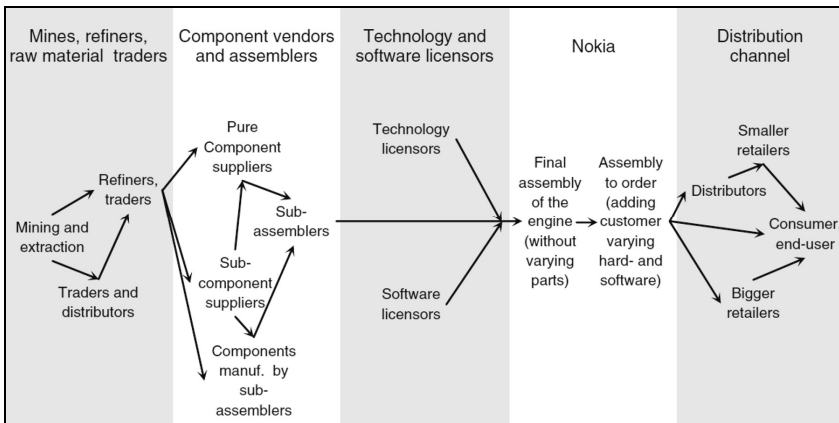 Mines, refiners,
raw material traders
Component vendors
and assemblers
Technology and
software licensors
Nokia
Distribution
channel
Mining and
extraction
Refiners,
traders
Traders and
distributors
Pure
Component
suppliers
Sub-
assemblers
Sub-
component
suppliers
Components
manuf. by
sub-
assemblers
Technology
licensors
Software
licensors
Final
assembly
of the
engine
(without
varying
parts)
Assembly
to order
(adding
customer
varying
hard- and
software)
Smaller
retailers
Distributors
Consumer
end-user
Bigger
retailers